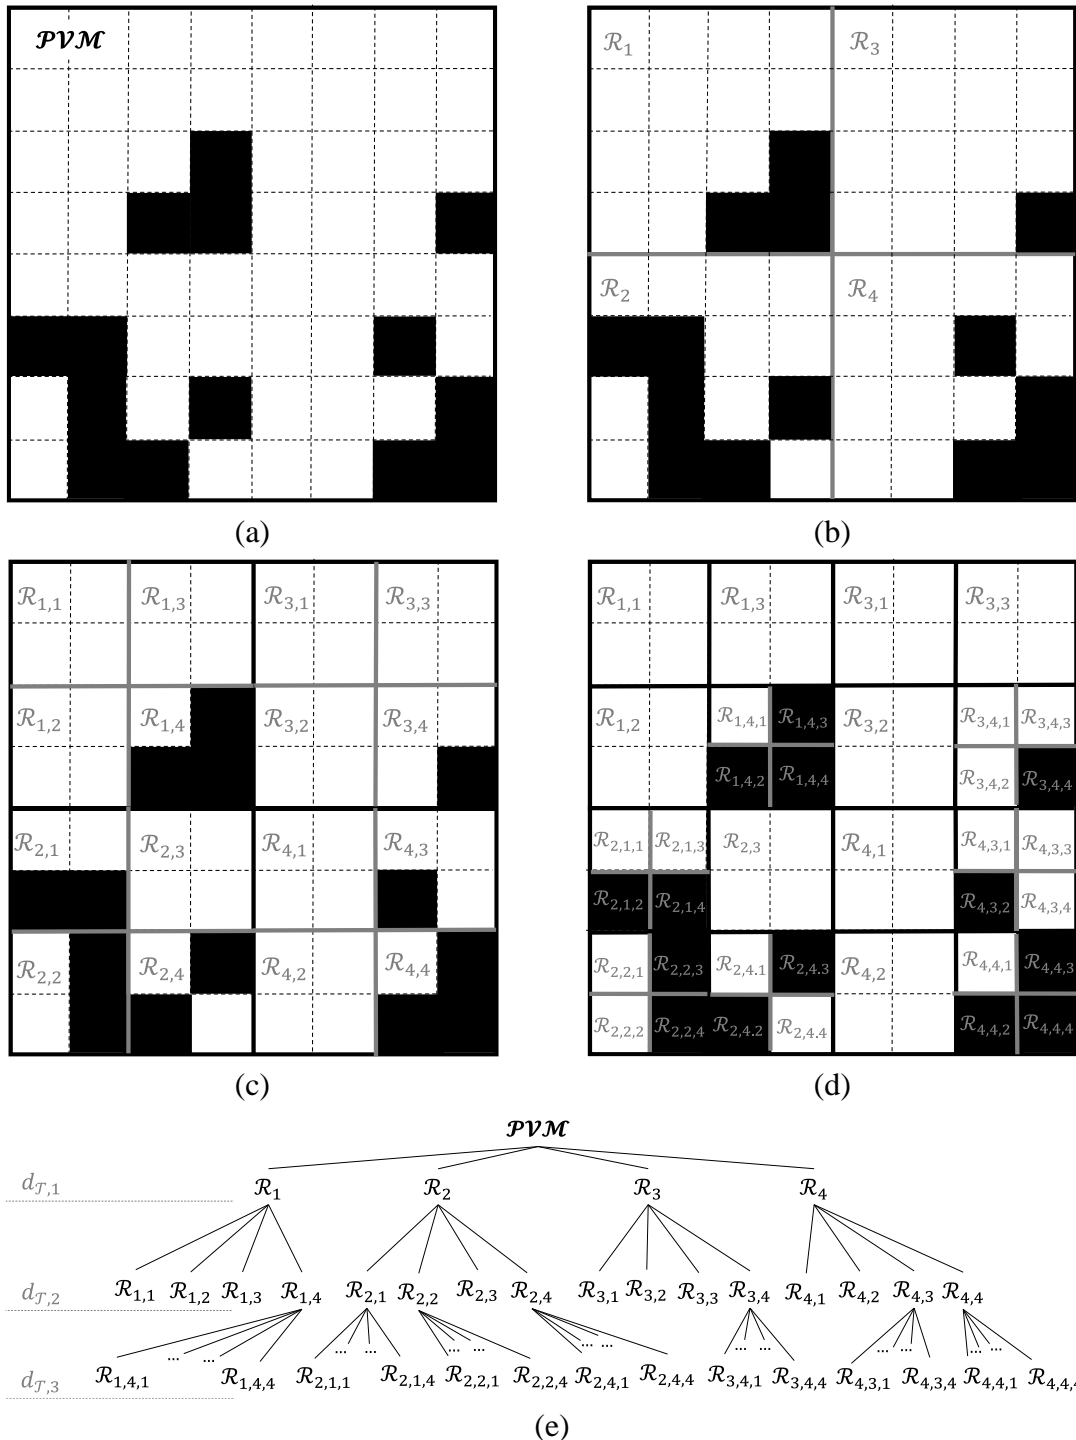 𝓟𝓥𝓜
ℛ₁ ℛ₃
ℛ₂ ℛ₄
(a) (b)
ℛ₁,₁ ℛ₁,₃ ℛ₃,₁ ℛ₃,₃
ℛ₁,₂ ℛ₁,₄ ℛ₃,₂ ℛ₃,₄
ℛ₂,₁ ℛ₂,₃ ℛ₄,₁ ℛ₄,₃
ℛ₂,₂ ℛ₂,₄ ℛ₄,₂ ℛ₄,₄
(c)
ℛ₁,₁ ℛ₁,₃ ℛ₃,₁ ℛ₃,₃
ℛ₁,₂ ℛ₁,₄,₁ ℛ₁,₄,₃ ℛ₃,₂ ℛ₃,₄,₁ ℛ₃,₄,₃
ℛ₁,₄,₂ ℛ₁,₄,₄ ℛ₃,₄,₂ ℛ₃,₄,₄
ℛ₂,₁,₁ ℛ₂,₁,₃ ℛ₂,₃ ℛ₄,₁ ℛ₄,₃,₁ ℛ₄,₃,₃
ℛ₂,₁,₂ ℛ₂,₁,₄ ℛ₄,₃,₂ ℛ₄,₃,₄
ℛ₂,₂,₁ ℛ₂,₂,₃ ℛ₂,₄.₁ ℛ₂,₄.₃ ℛ₄,₂ ℛ₄,₄,₁ ℛ₄,₄,₃
ℛ₂,₂,₂ ℛ₂,₂,₄ ℛ₂,₄.₂ ℛ₂,₄.₄ ℛ₄,₄,₂ ℛ₄,₄,₄
(d)
𝓟𝓥𝓜
d𝒯,₁ ℛ₁ ℛ₂ ℛ₃ ℛ₄
d𝒯,₂ ℛ₁,₁ ℛ₁,₂ ℛ₁,₃ ℛ₁,₄ ℛ₂,₁ ℛ₂,₂ ℛ₂,₃ ℛ₂,₄ ℛ₃,₁ ℛ₃,₂ ℛ₃,₃ ℛ₃,₄ ℛ₄,₁ ℛ₄,₂ ℛ₄,₃ ℛ₄,₄
... ... ... ... ... ... ... ... ... ... ... ... ... ...
d𝒯,₃ ℛ₁,₄,₁ ℛ₁,₄,₄ ℛ₂,₁,₁ ℛ₂,₁,₄ ℛ₂,₂,₁ ℛ₂,₂,₄ ℛ₂,₄,₁ ℛ₂,₄,₄ ℛ₃,₄,₁ ℛ₃,₄,₄ ℛ₄,₃,₁ ℛ₄,₃,₄ ℛ₄,₄,₁ ℛ₄,₄,₄
(e)